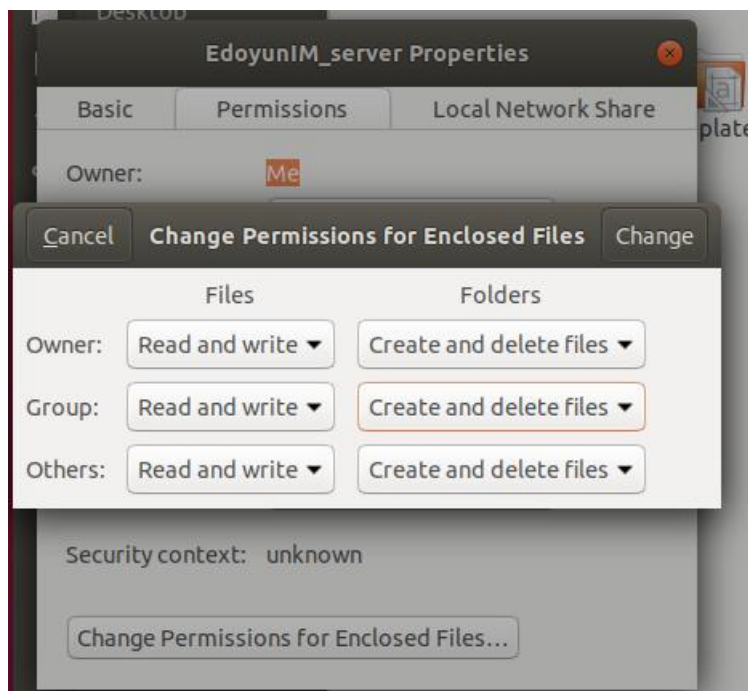 Desktop
EdoyunIM_server Properties
Basic Permissions Local Network Share
plate
Owner: Me
Cancel Change Permissions for Enclosed Files Change
Files Folders
Owner: Read and write Create and delete files
Group: Read and write Create and delete files
Others: Read and write Create and delete files
Security context: unknown
Change Permissions for Enclosed Files...